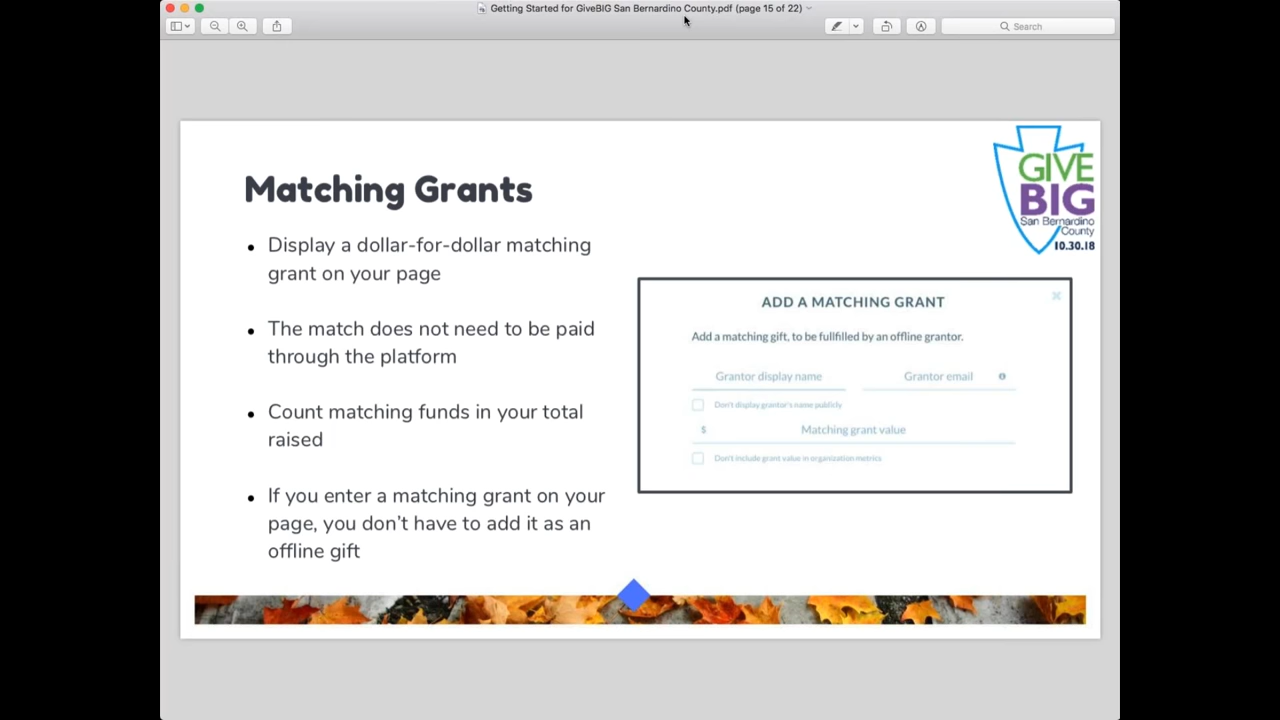 Getting Started for GiveBIG San Bernardino County.pdf (page 15 of 22)
Search
GIVE
BIG
San Bernardino
County
10.30.18
Matching Grants
• Display a dollar-for-dollar matching
grant on your page
• The match does not need to be paid
through the platform
• Count matching funds in your total
raised
• If you enter a matching grant on your
page, you don't have to add it as an
offline gift
ADD A MATCHING GRANT
Add a matching gift, to be fullfilled by an offline grantor.
Grantor display name Grantor email
Don't display grantor's name publicly
$ Matching grant value
Don't include grant value in organization metrics